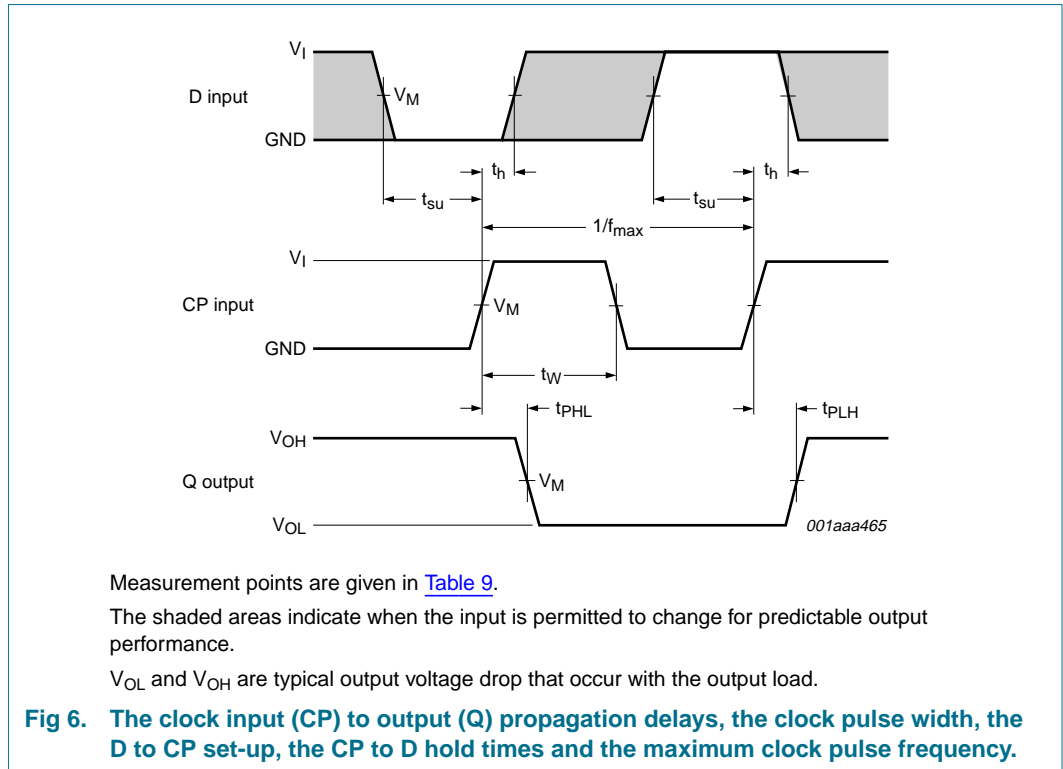 V_I
D input
V_M
GND
t_h
t_h
t_su
t_su
1/f_max
V_I
CP input
V_M
GND
t_W
t_PHL
t_PLH
V_OH
Q output
V_M
V_OL
001aaa465
Measurement points are given in Table 9.
The shaded areas indicate when the input is permitted to change for predictable output
performance.
V_OL and V_OH are typical output voltage drop that occur with the output load.
Fig 6. The clock input (CP) to output (Q) propagation delays, the clock pulse width, the
D to CP set-up, the CP to D hold times and the maximum clock pulse frequency.